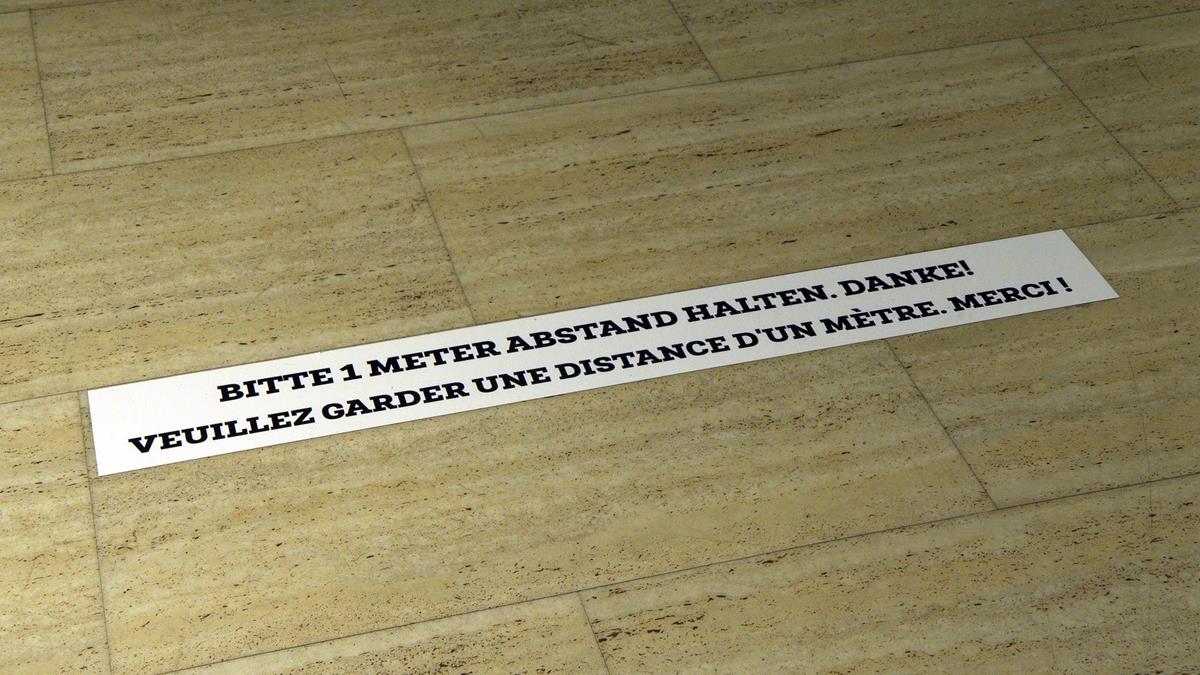 BITTE 1 METER ABSTAND HALTEN. DANKE!
VEUILLEZ GARDER UNE DISTANCE D'UN MÈTRE. MERCI !